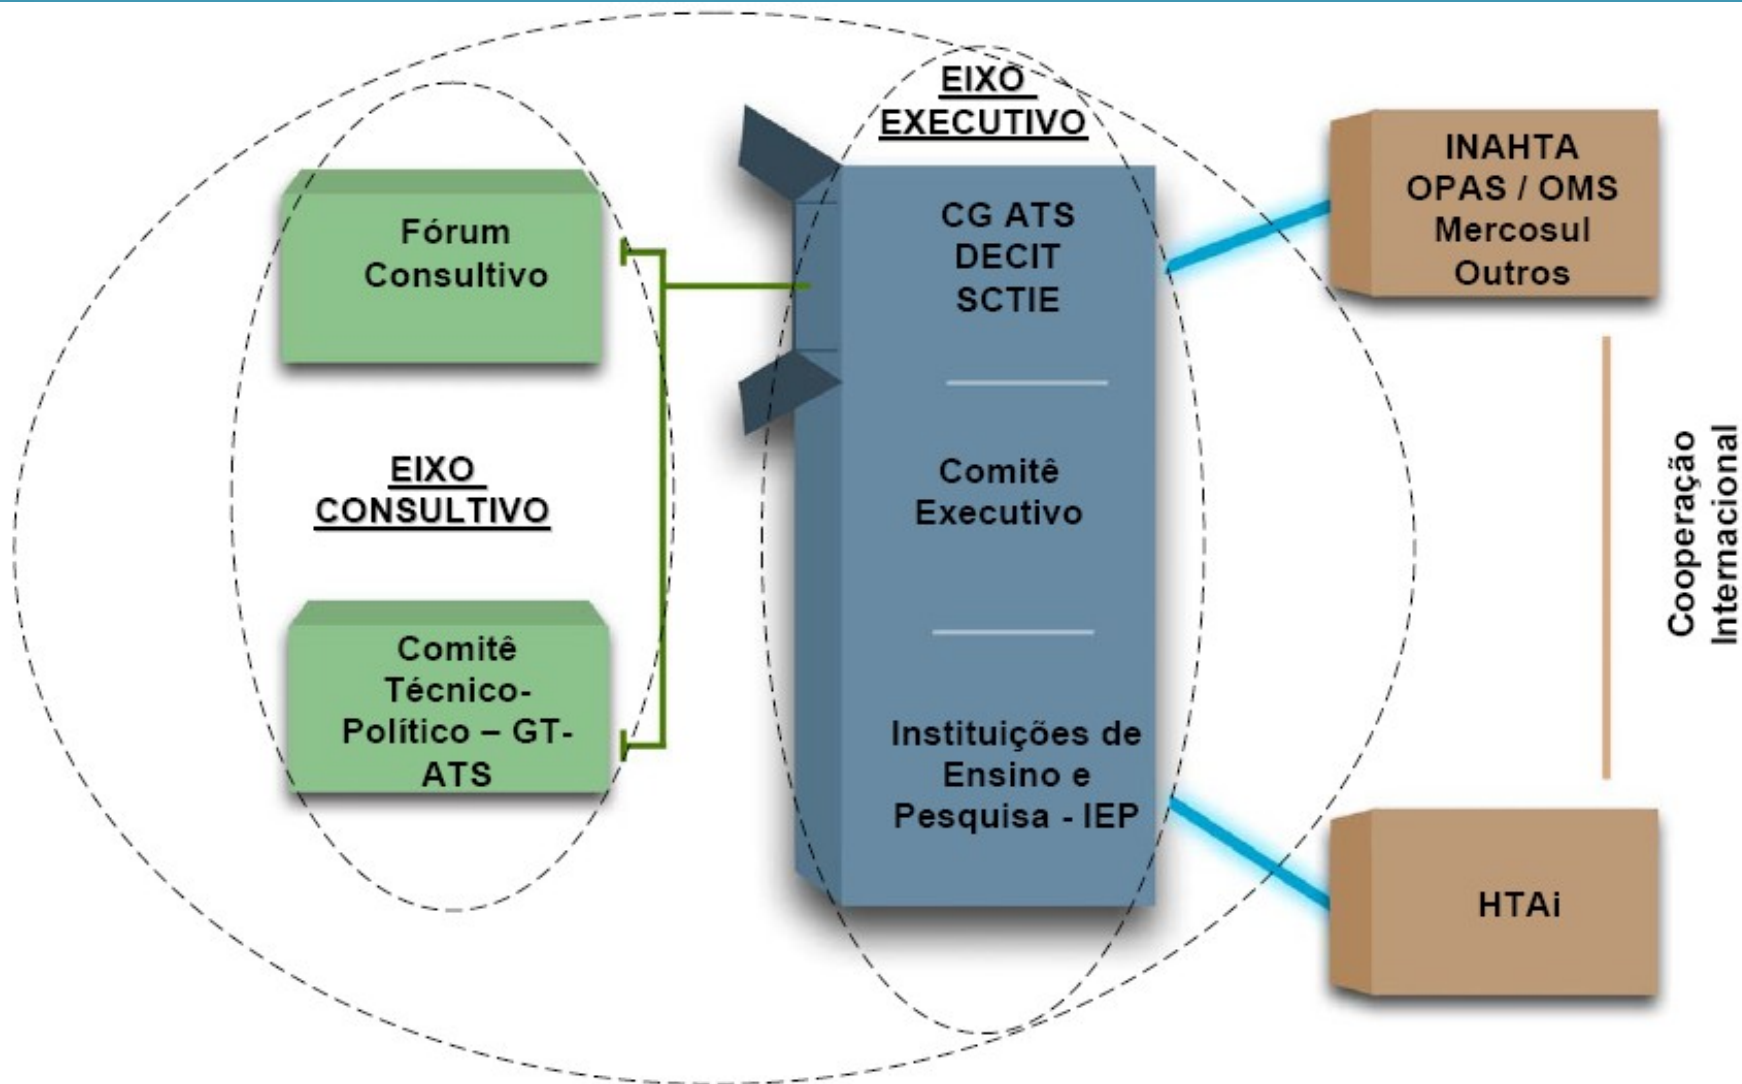 EIXO
EXECUTIVO
Fórum
Consultivo
EIXO
CONSULTIVO
Comitê
Técnico-
Político – GT-
ATS
CG ATS
DECIT
SCTIE
Comitê
Executivo
Instituições de
Ensino e
Pesquisa - IEP
INAHTA
OPAS / OMS
Mercosul
Outros
Cooperação
Internacional
HTAi